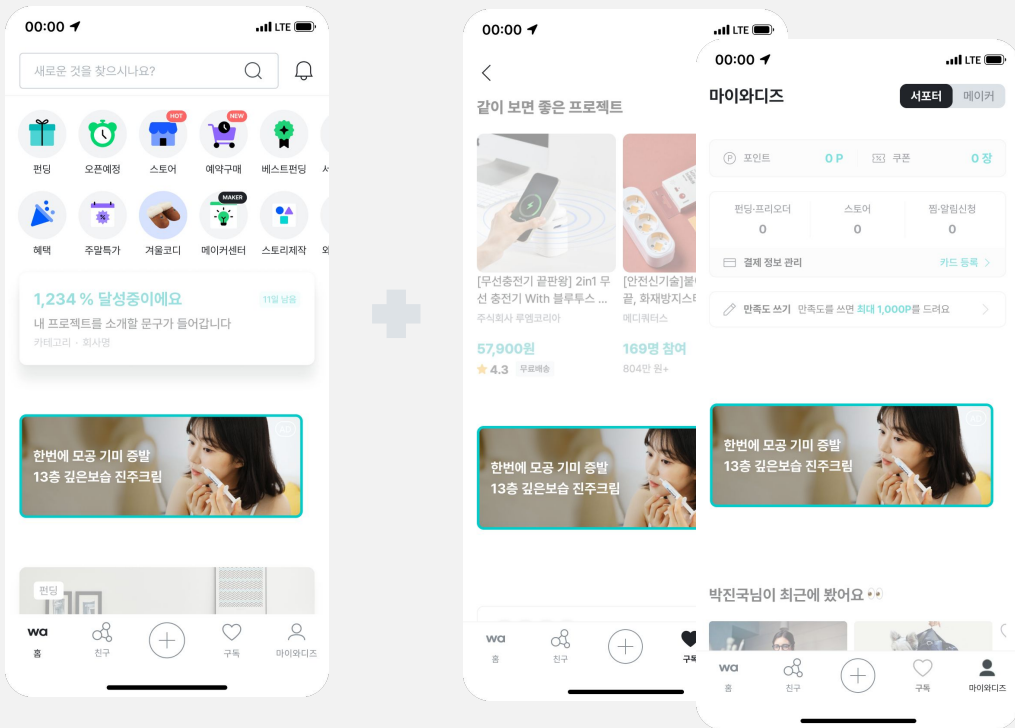 00:00
LTE
새로운 것을 찾으시나요?
HOT
NEW
펀딩
오픈예정
스토어
예약구매
베스트펀딩
MAKER
혜택
주말특가
겨울코디
메이커센터
스토리제작
1,234 % 달성중이에요
11일 남음
내 프로젝트를 소개할 문구가 들어갑니다
카테고리 · 회사명
AD
한번에 모공 기미 증발
13층 깊은보습 진주크림
펀딩
wa
홈
친구
구독
마이와디즈
00:00
LTE
같이 보면 좋은 프로젝트
[무선충전기 끝판왕] 2in1 무
선 충전기 With 블루투스 ...
주식회사 루엠코리아
57,900원
4.3 무료배송
[안전신기술]붙
끝, 화재방지스
메디쿼터스
169명 참여
804만 원+
한번에 모공 기미 증발
13층 깊은보습 진주크림
wa
홈
친구
구독
00:00
LTE
마이와디즈
서포터
메이커
P 포인트
0 P
쿠폰
0 장
펀딩·프리오더
스토어
찜·알림신청
0
0
0
결제 정보 관리
카드 등록
만족도 쓰기 만족도를 쓰면 최대 1,000P를 드려요
AD
한번에 모공 기미 증발
13층 깊은보습 진주크림
박진국님이 최근에 봤어요
wa
홈
친구
구독
마이와디즈